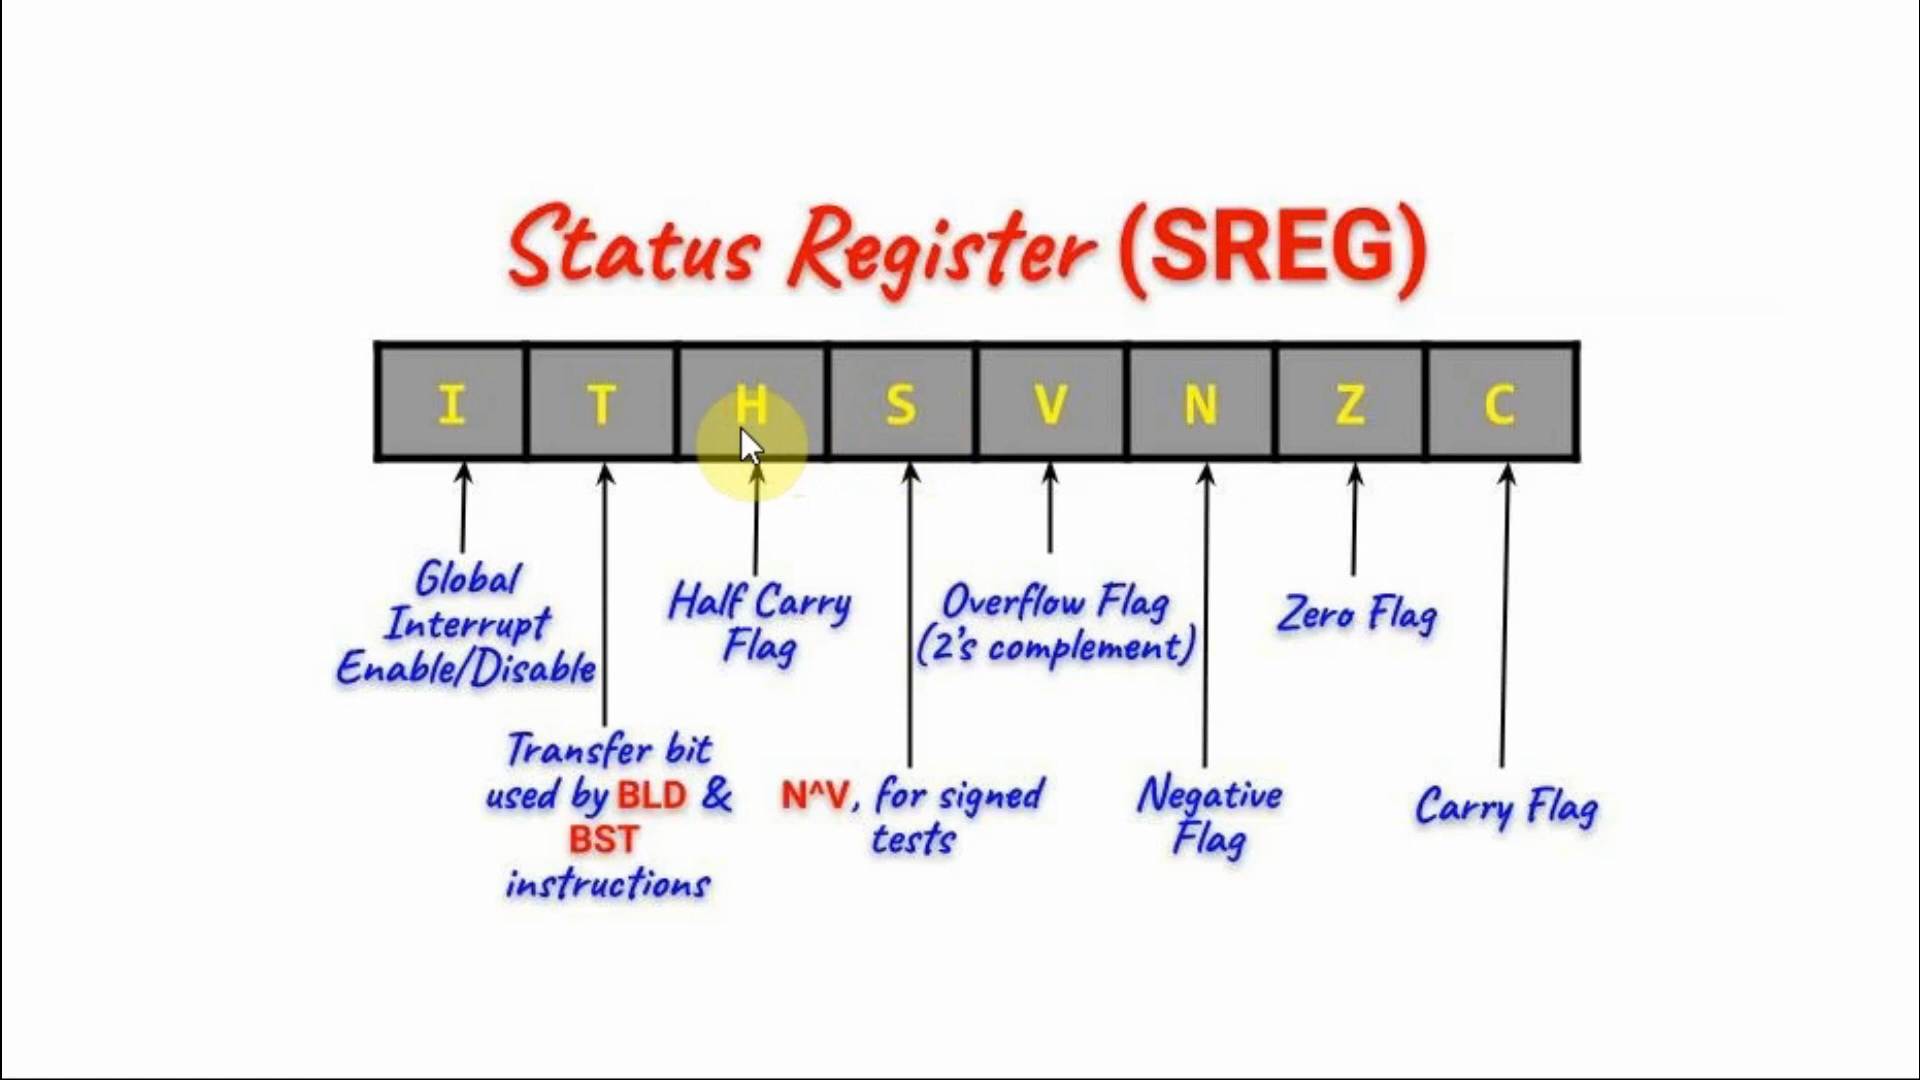 Status Register (SREG)
I T H S V N Z C
Global
Interrupt
Enable/Disable
Transfer bit
used by BLD &
BST
instructions
Half Carry
Flag
N^V, for signed
tests
Overflow Flag
(2's complement)
Negative
Flag
Zero Flag
Carry Flag